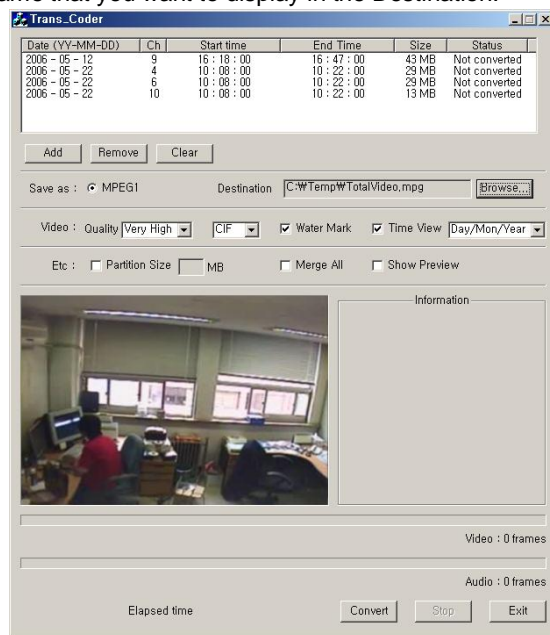 ame that you want to display in the Destination.
Trans_Coder
Date (YY-MM-DD) Ch Start time End Time Size Status
2006 - 05 - 12 9 16 : 18 : 00 16 : 47 : 00 43 MB Not converted
2006 - 05 - 22 4 10 : 08 : 00 10 : 22 : 00 29 MB Not converted
2006 - 05 - 22 6 10 : 08 : 00 10 : 22 : 00 29 MB Not converted
2006 - 05 - 22 10 10 : 08 : 00 10 : 22 : 00 13 MB Not converted
Add Remove Clear
Save as : MPEG1 Destination C:₩Temp₩TotalVideo,mpg Browse,,,
Video : Quality Very High CIF Water Mark Time View Day/Mon/Year
Etc : Partition Size MB Merge All Show Preview
Information
Video : 0 frames
Audio : 0 frames
Elapsed time Convert Stop Exit